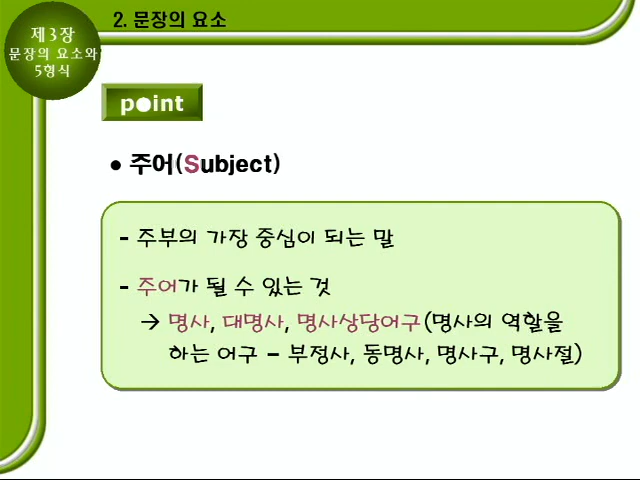 제3장
문장의 요소와
5형식
2. 문장의 요소
point
● 주어(Subject)
- 주부의 가장 중심이 되는 말
- 주어가 될 수 있는 것
→ 명사, 대명사, 명사상당어구(명사의 역할을
하는 어구 – 부정사, 동명사, 명사구, 명사절)